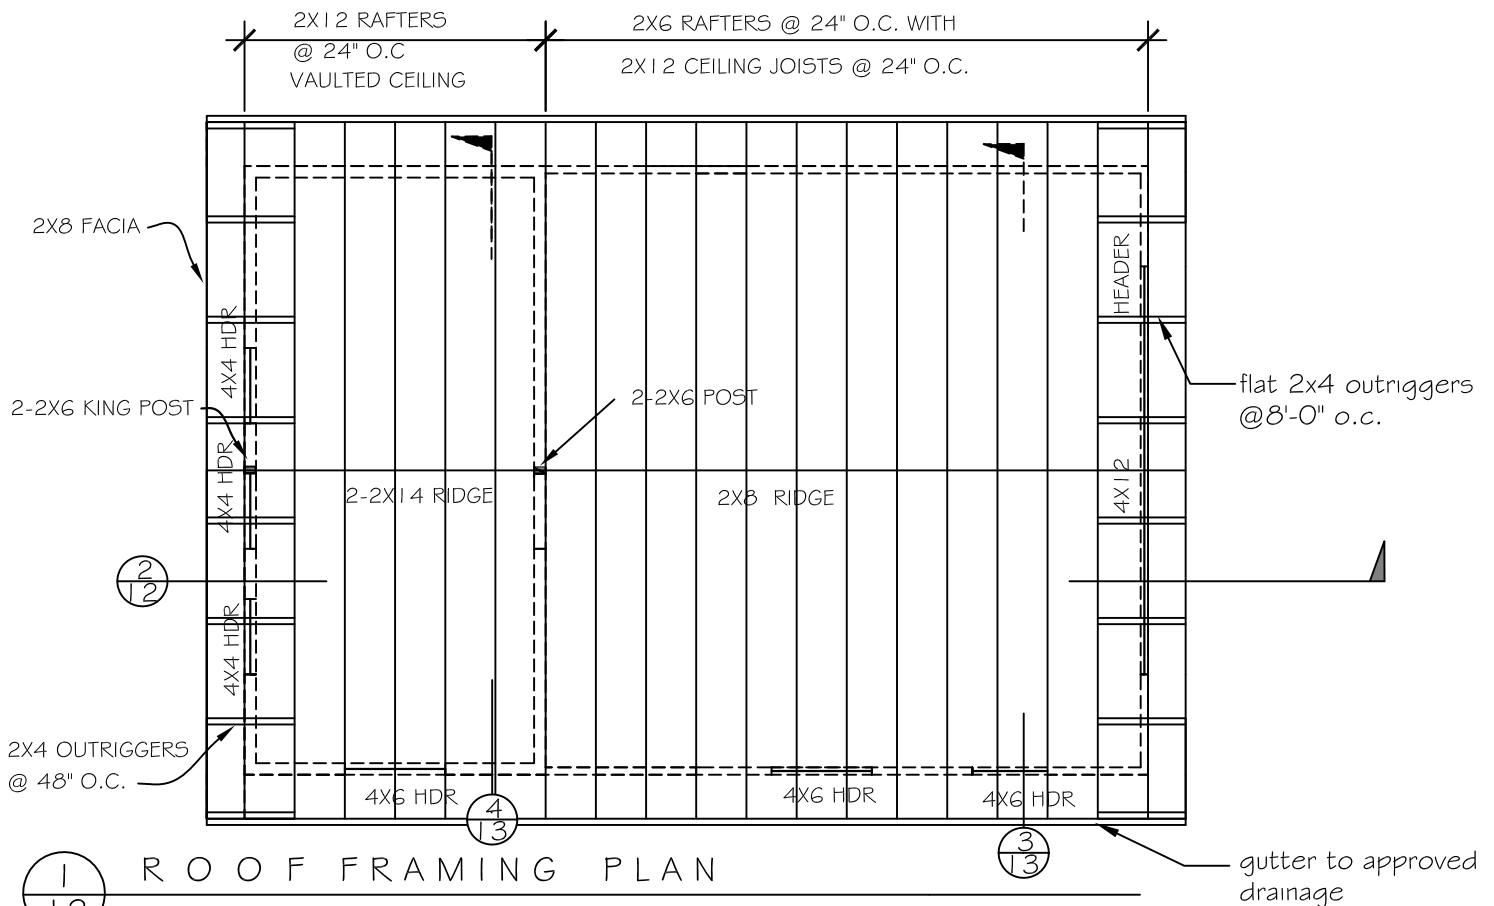 2X12 RAFTERS
@ 24" O.C
VAULTED CEILING
2X6 RAFTERS @ 24" O.C. WITH
2X12 CEILING JOISTS @ 24" O.C.
2X8 FACIA
HEADER
4X4 HDR
flat 2x4 outriggers
@8'-0" o.c.
2-2X6 KING POST
2-2X6 POST
4X4 HDR
2-2X14 RIDGE
2X8 RIDGE
4X12
2
12
4X4 HDR
2X4 OUTRIGGERS
@ 48" O.C.
4X6 HDR
4X6 HDR
4X6 HDR
4
13
3
13
1
ROOF FRAMING PLAN
gutter to approved
drainage